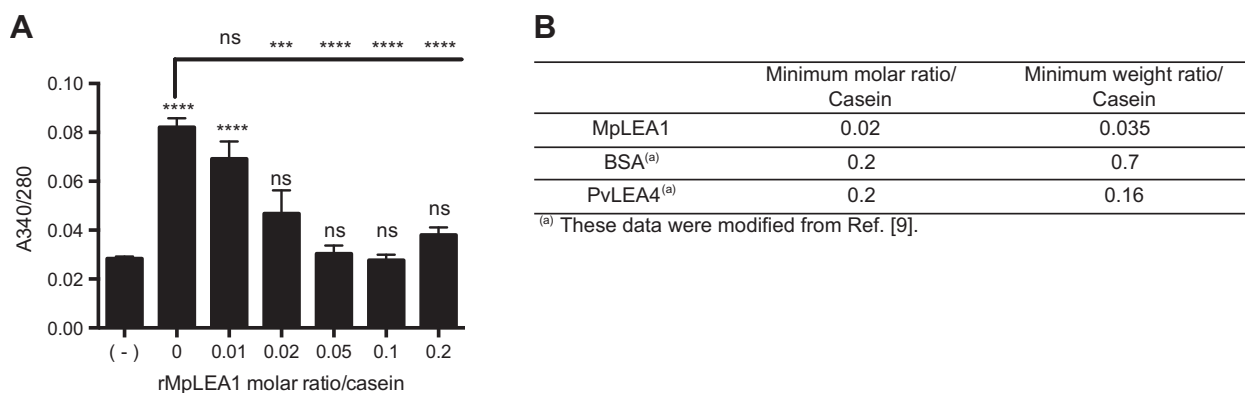 A
ns *** **** **** ****
0.10
0.08
0.06
0.04
0.02
0.00
A340/280
**** **** ns ns ns ns
( - ) 0 0.01 0.02 0.05 0.1 0.2
rMpLEA1 molar ratio/casein
B
Minimum molar ratio/ Minimum weight ratio/
Casein Casein
MpLEA1 0.02 0.035
BSA(a) 0.2 0.7
PvLEA4(a) 0.2 0.16
(a) These data were modified from Ref. [9].